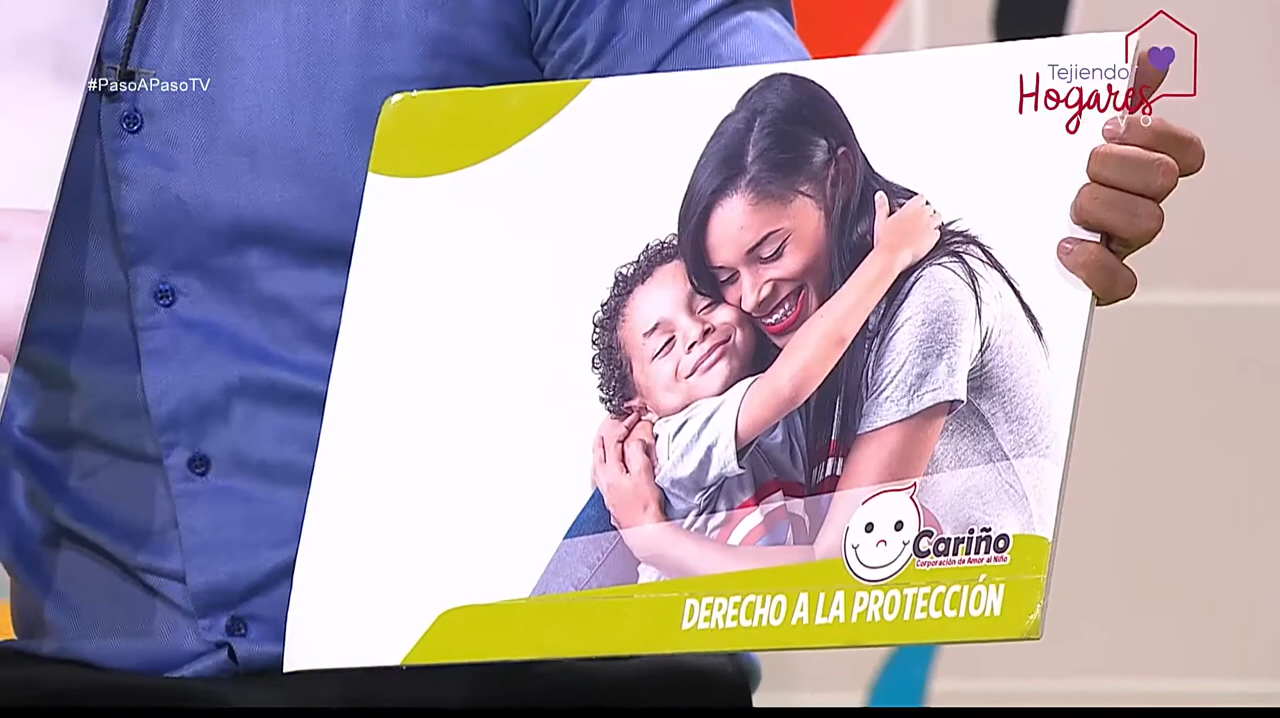 #PasoAPasoTV
Tejiendo
Hogares
Cariño
Corporación de Amor al Niño
DERECHO A LA PROTECCIÓN